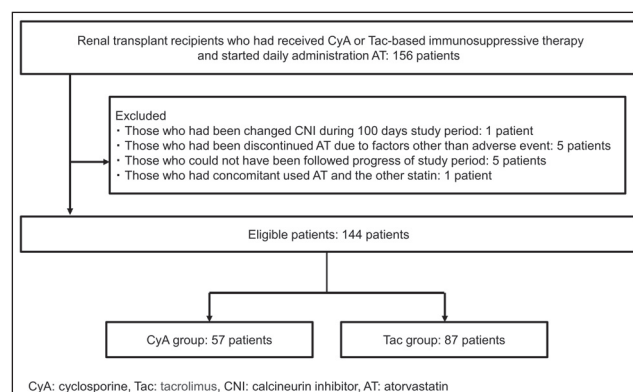 Renal transplant recipients who had received CyA or Tac-based immunosuppressive therapy
and started daily administration AT: 156 patients
Excluded
・Those who had been changed CNI during 100 days study period: 1 patient
・Those who had been discontinued AT due to factors other than adverse event: 5 patients
・Those who could not have been followed progress of study period: 5 patients
・Those who had concomitant used AT and the other statin: 1 patient
Eligible patients: 144 patients
CyA group: 57 patients
Tac group: 87 patients
CyA: cyclosporine, Tac: tacrolimus, CNI: calcineurin inhibitor, AT: atorvastatin